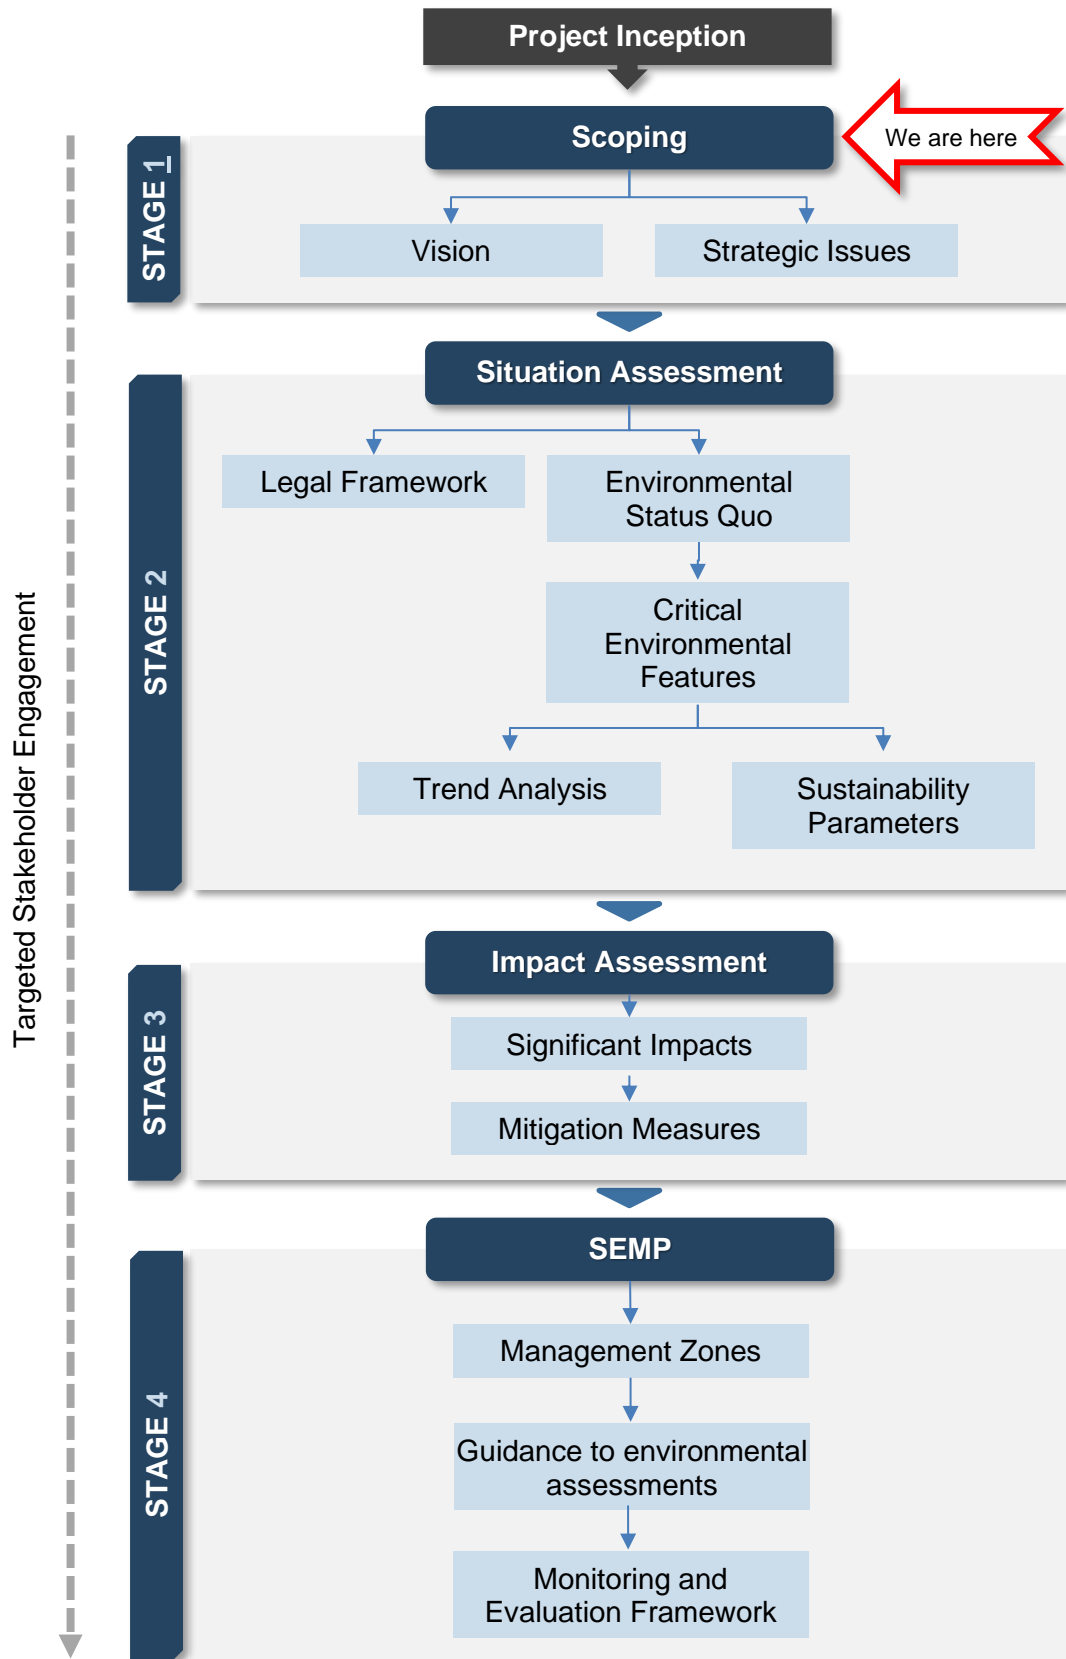 Project Inception
Scoping
We are here
STAGE 1
Vision
Strategic Issues
Situation Assessment
STAGE 2
Legal Framework
Environmental
Status Quo
Critical
Environmental
Features
Trend Analysis
Sustainability
Parameters
Targeted Stakeholder Engagement
Impact Assessment
STAGE 3
Significant Impacts
Mitigation Measures
SEMP
STAGE 4
Management Zones
Guidance to environmental
assessments
Monitoring and
Evaluation Framework